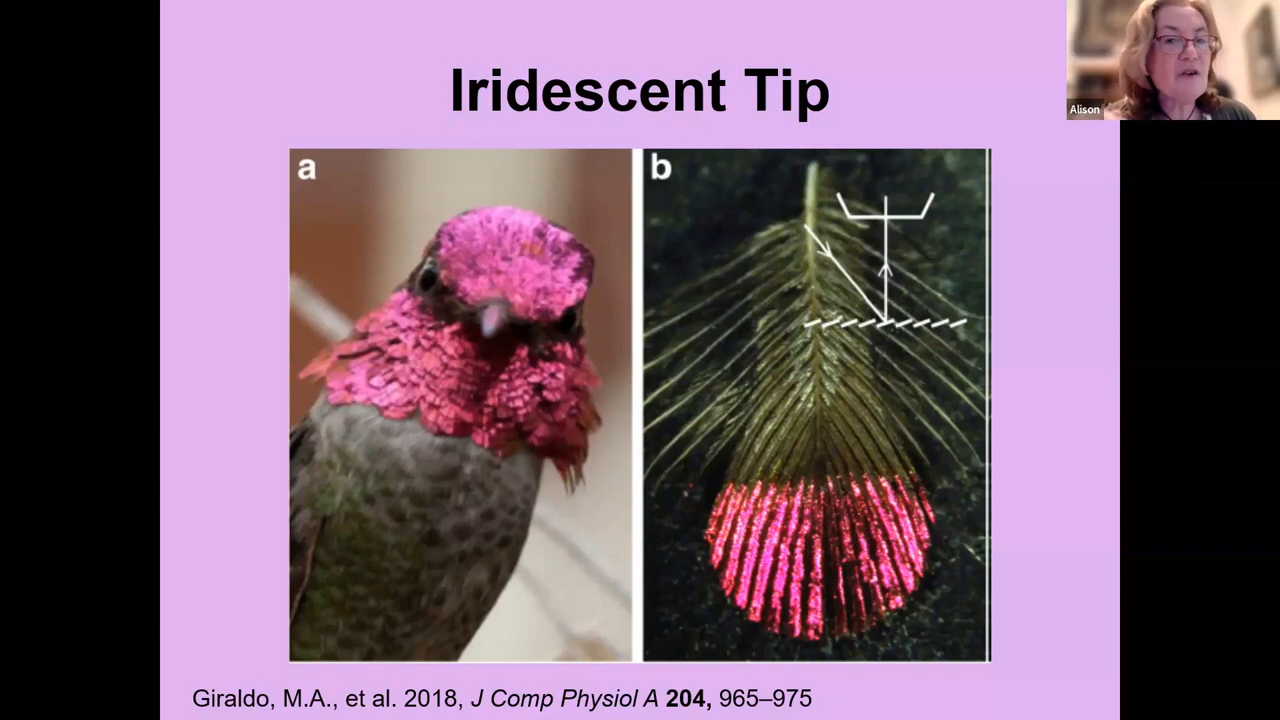 Iridescent Tip
Alison
a
b
Giraldo, M.A., et al. 2018, J Comp Physiol A 204, 965–975